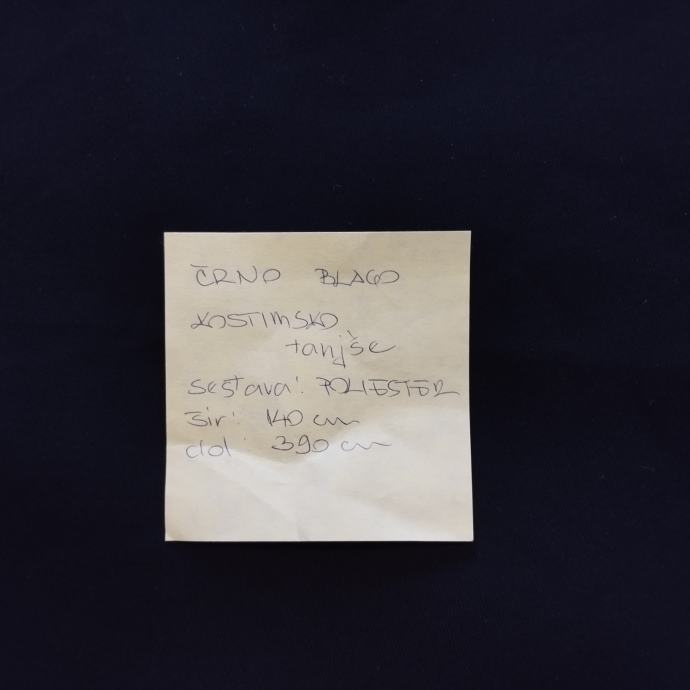 ČRNO BLAGO
KOSTIMSKO,
tanjše
sestava: POLIESTER
šir: 140 cm
dol: 390 cm